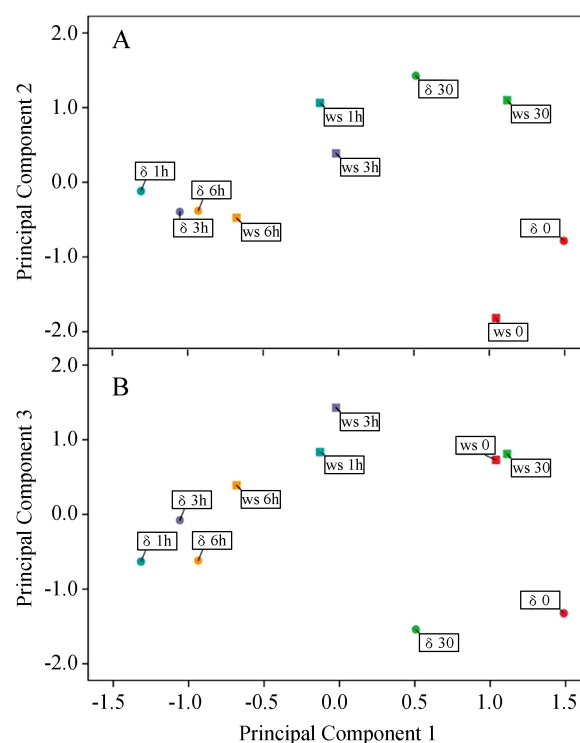 A
2.0
1.0
0.0
-1.0
-2.0
Principal Component 2
δ 30
ws 30
ws 1h
ws 3h
δ 1h
δ 6h
δ 3h
ws 6h
δ 0
ws 0
B
2.0
1.0
0.0
-1.0
-2.0
Principal Component 3
ws 3h
ws 0
ws 1h
ws 30
δ 3h
ws 6h
δ 1h
δ 6h
δ 0
δ 30
-1.5 -1.0 -0.5 0.0 0.5 1.0 1.5
Principal Component 1